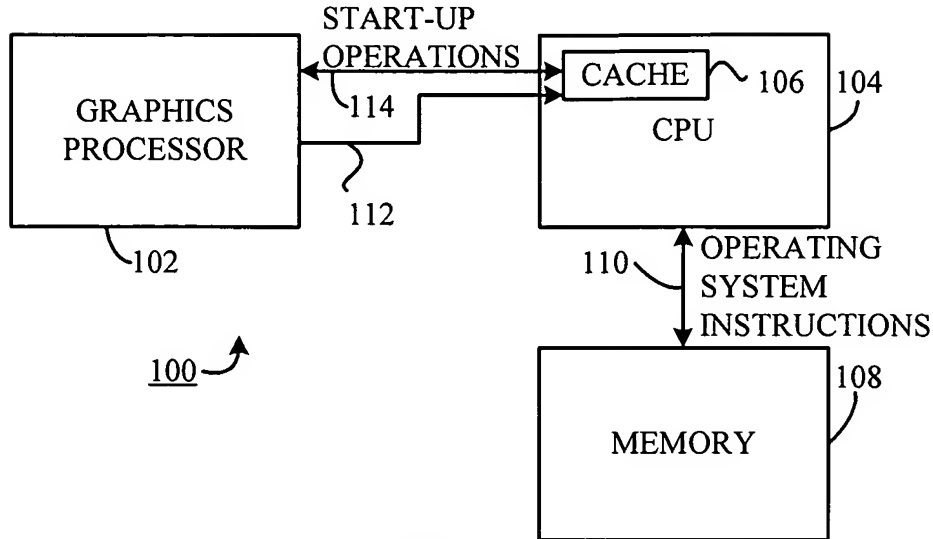 START-UP
OPERATIONS
114
GRAPHICS
PROCESSOR
112
102
CACHE
106
CPU
104
110
OPERATING
SYSTEM
INSTRUCTIONS
100
MEMORY
108